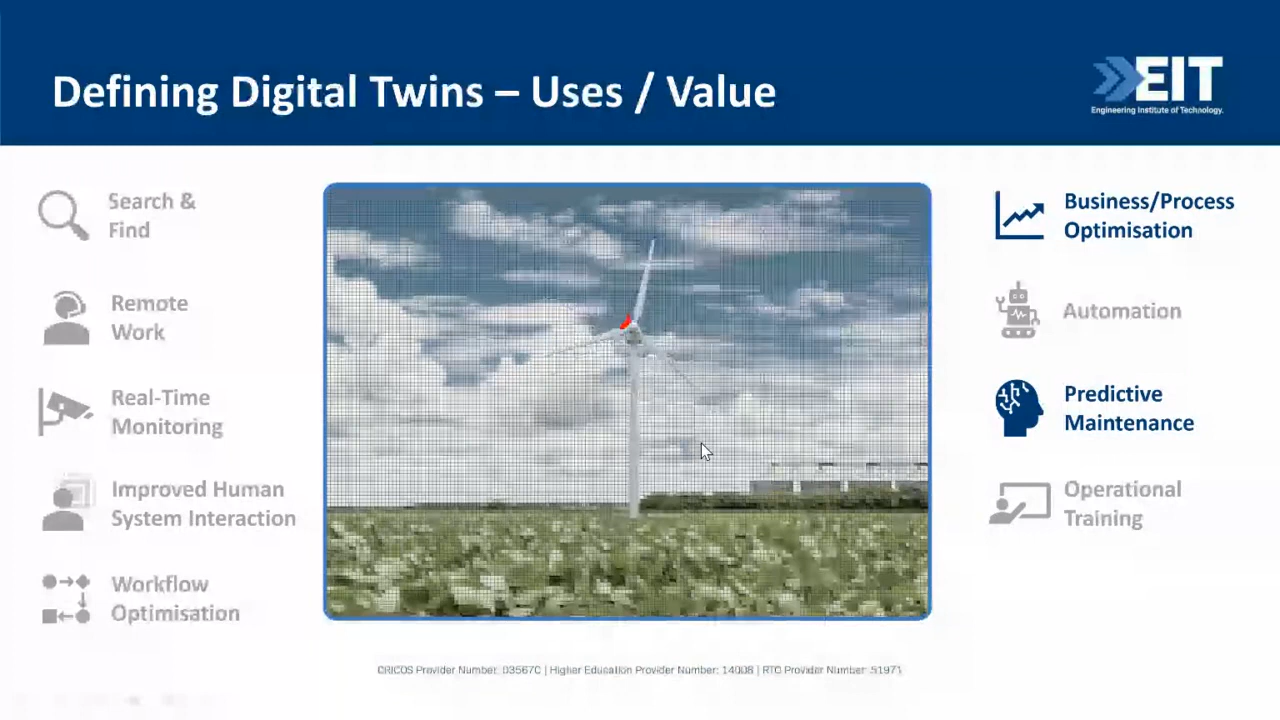 Defining Digital Twins – Uses / Value
EIT
Engineering Institute of Technology.
Search &
Find
Remote
Work
Real-Time
Monitoring
Improved Human
System Interaction
Workflow
Optimisation
Business/Process
Optimisation
Automation
Predictive
Maintenance
Operational
Training
CRICOS Provider Number: 03567C | Higher Education Provider Number: 14008 | RTO Provider Number: 51971